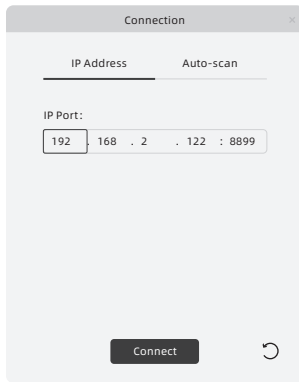 Connection ×
IP Address Auto-scan
IP Port:
192 . 168 . 2 . 122 : 8899
Connect